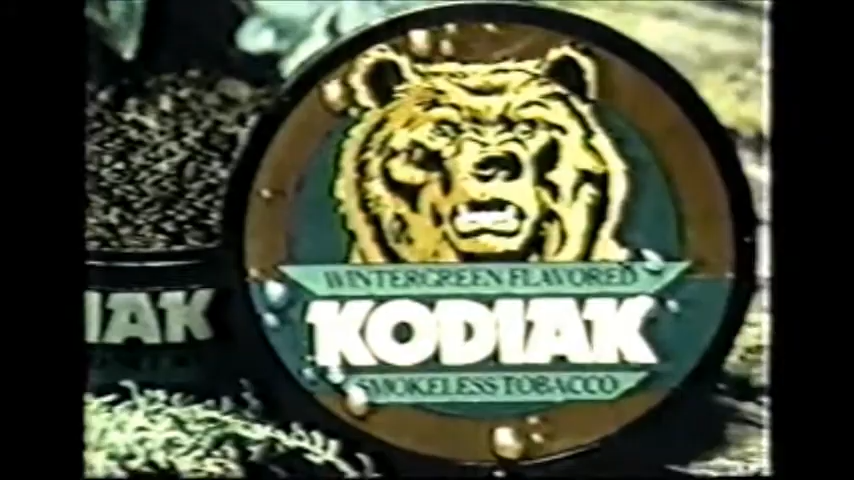 WINTERGREEN FLAVORED
KODIAK
SMOKELESS TOBACCO
IAK